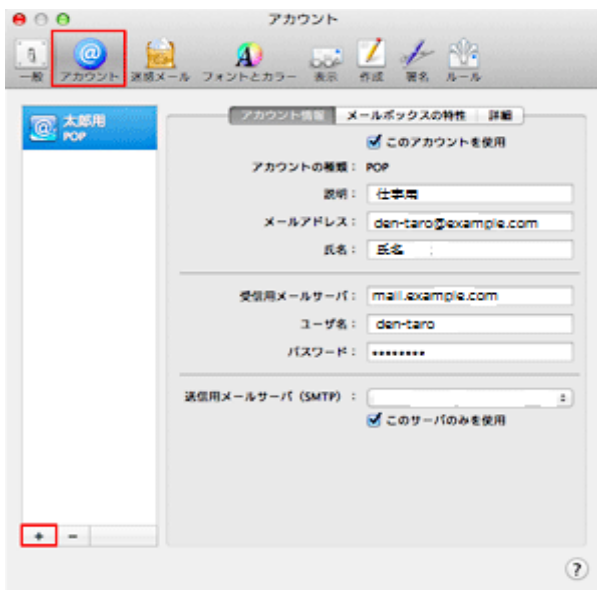 アカウント
一般 アカウント 迷惑メール フォントとカラー 表示 作成 署名 ルール
太郎用
POP
アカウント情報 メールボックスの特性 詳細
このアカウントを使用
アカウントの種類： POP
説明： 仕事用
メールアドレス： den-taro@example.com
氏名： 氏名
受信用メールサーバ： mail.example.com
ユーザ名： den-taro
パスワード： ••••••••
送信用メールサーバ（SMTP）：
このサーバのみを使用
+ −
?